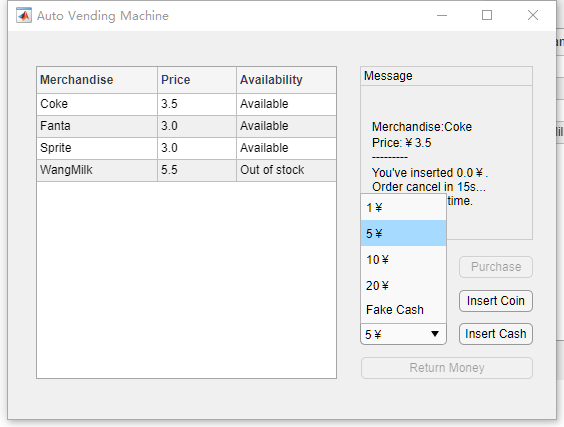 Auto Vending Machine
Merchandise Price Availability
Coke 3.5 Available
Fanta 3.0 Available
Sprite 3.0 Available
WangMilk 5.5 Out of stock
Message
Merchandise:Coke
Price: ¥ 3.5
---------
You've inserted 0.0 ¥ .
Order cancel in 15s...
time.
1 ¥
5 ¥
10 ¥
20 ¥
Fake Cash
5 ¥
Purchase
Insert Coin
Insert Cash
Return Money